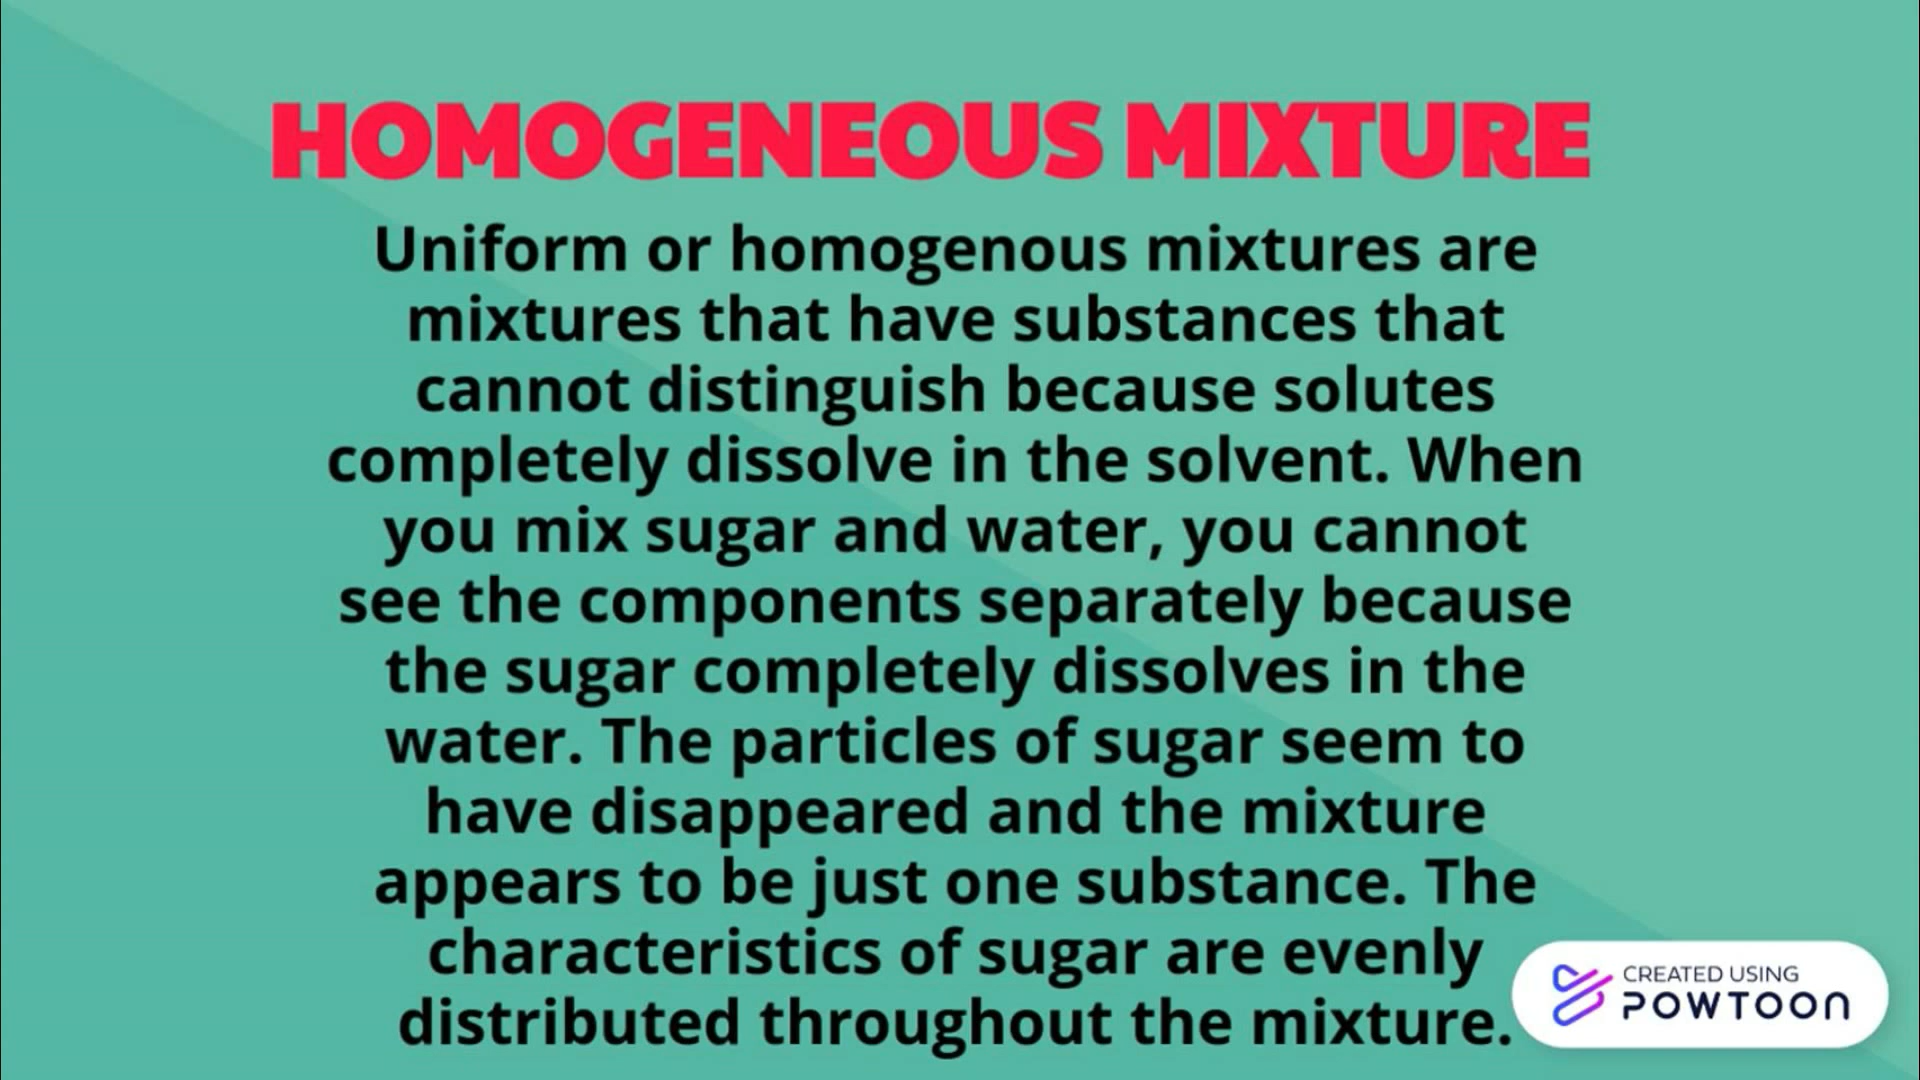 HOMOGENEOUS MIXTURE
Uniform or homogenous mixtures are
mixtures that have substances that
cannot distinguish because solutes
completely dissolve in the solvent. When
you mix sugar and water, you cannot
see the components separately because
the sugar completely dissolves in the
water. The particles of sugar seem to
have disappeared and the mixture
appears to be just one substance. The
characteristics of sugar are evenly
distributed throughout the mixture.
CREATED USING
POWTOON